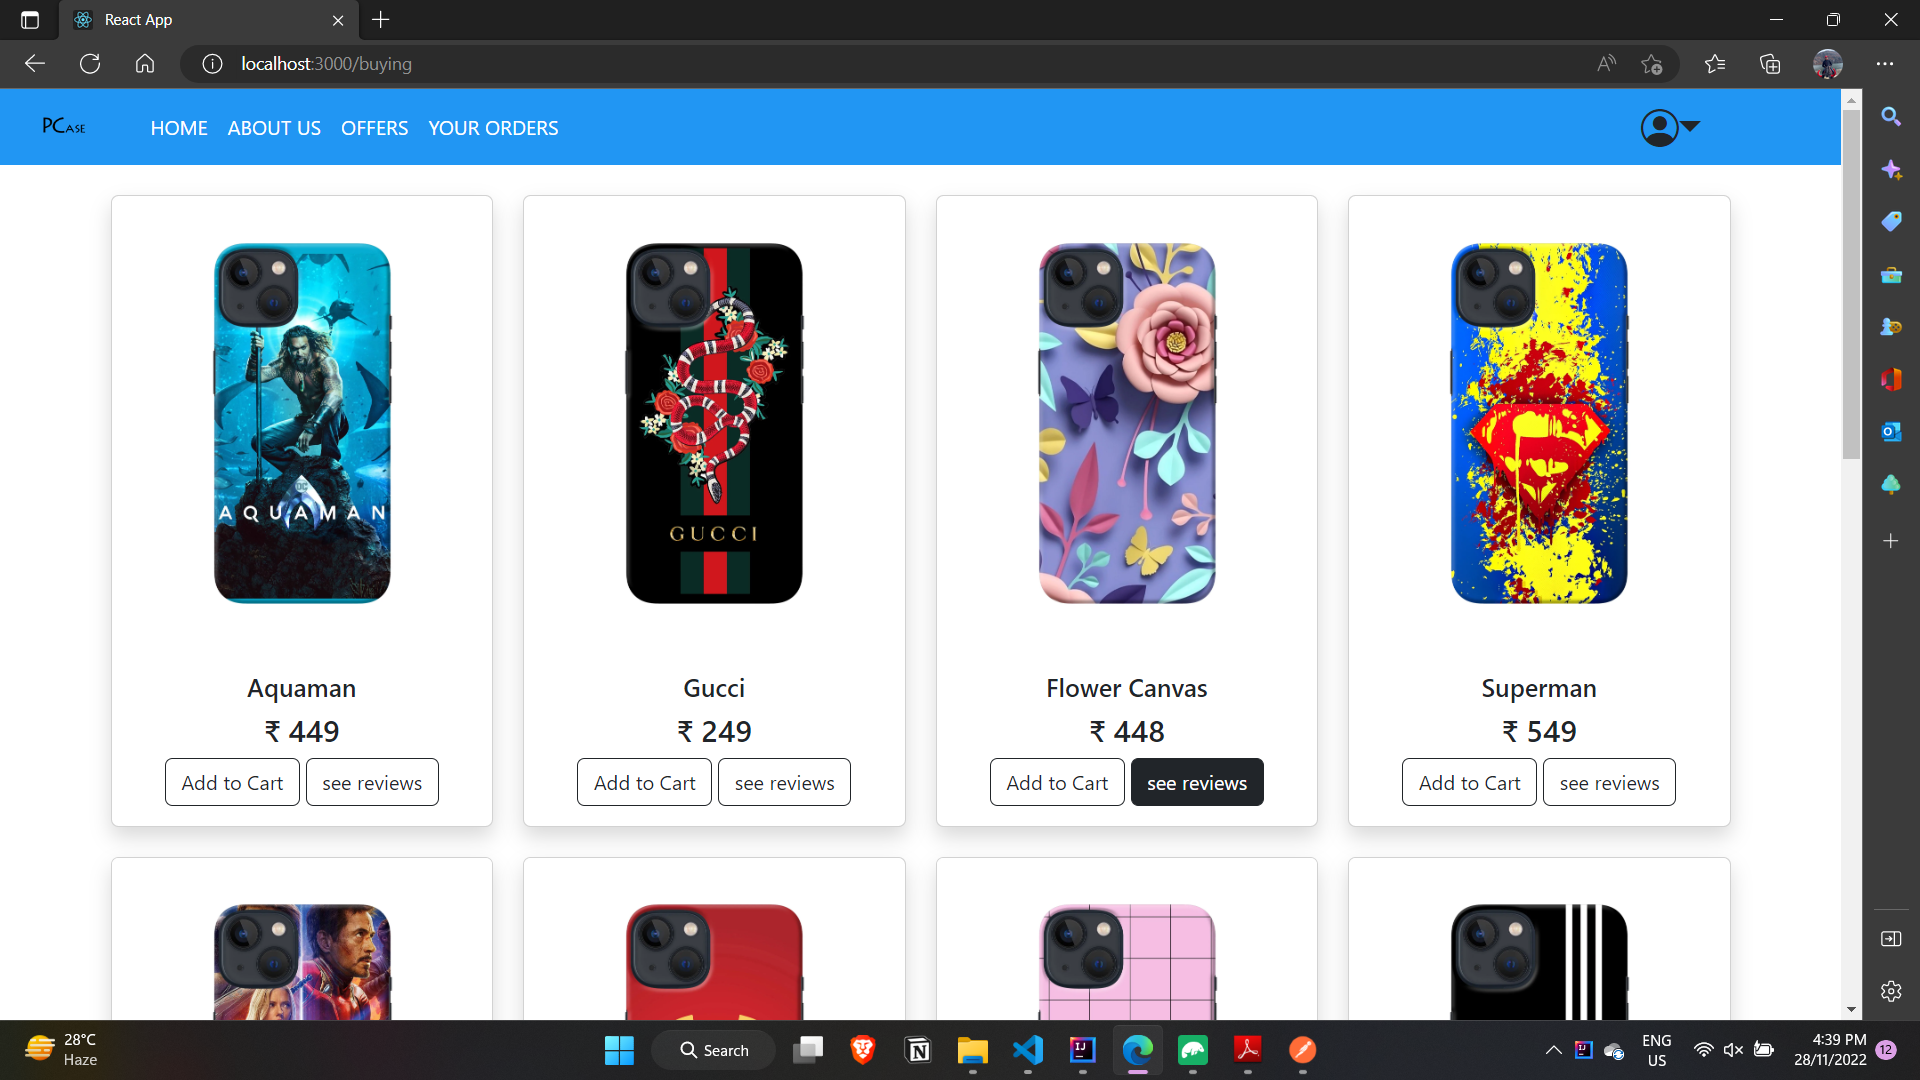 React App
localhost:3000/buying
PCASE
HOME ABOUT US OFFERS YOUR ORDERS
AQUAMAN
GUCCI
Aquaman
₹ 449
Add to Cart see reviews
Gucci
₹ 249
Add to Cart see reviews
Flower Canvas
₹ 448
Add to Cart see reviews
Superman
₹ 549
Add to Cart see reviews
28°C
Haze
Search
ENG
US
4:39 PM
28/11/2022
12